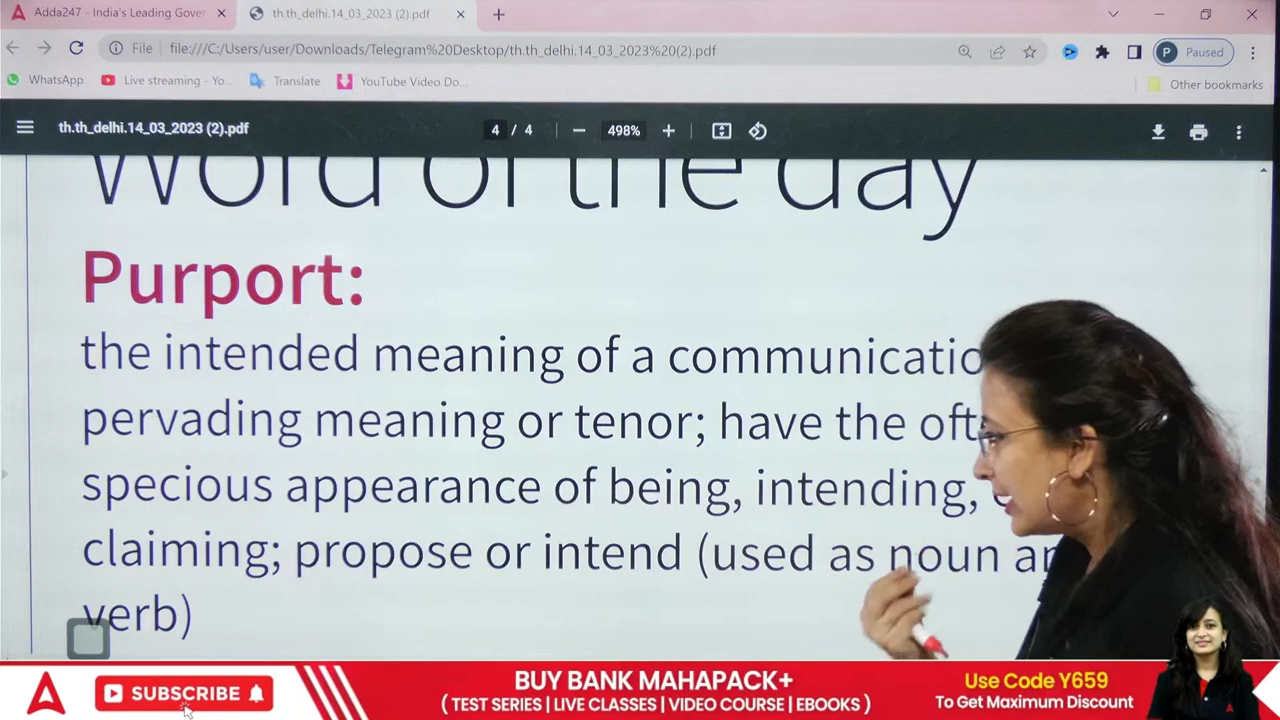 Adda247 - India's Leading Gover
th.th_delhi.14_03_2023 (2).pdf
File
file:///C:/Users/user/Downloads/Telegram%20Desktop/th.th_delhi.14_03_2023%20(2).pdf
P Paused
WhatsApp
Live streaming - Yo...
Translate
YouTube Video Do...
Other bookmarks
th.th_delhi.14_03_2023 (2).pdf
4 / 4
498%
Word of the day
Purport:
the intended meaning of a communicatio
pervading meaning or tenor; have the oft
specious appearance of being, intending,
claiming; propose or intend (used as noun an
verb)
SUBSCRIBE
BUY BANK MAHAPACK+
( TEST SERIES | LIVE CLASSES | VIDEO COURSE | EBOOKS )
Use Code Y659
To Get Maximum Discount